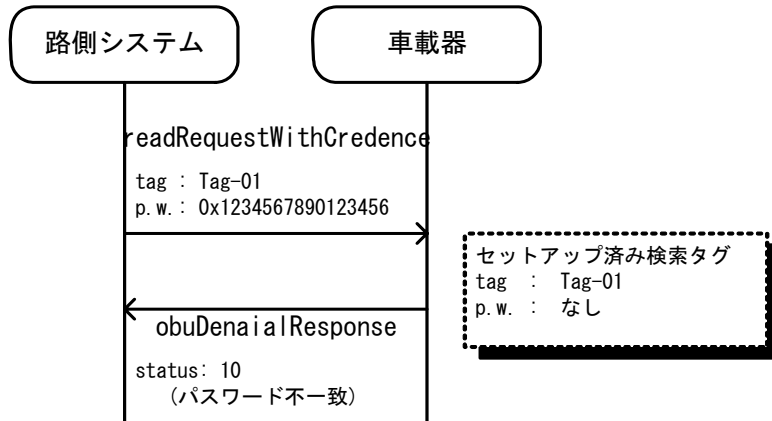 路側システム
車載器
readRequestWithCredence
tag : Tag-01
p.w.: 0x1234567890123456
セットアップ済み検索タグ
tag : Tag-01
p.w. : なし
obuDenaialResponse
status: 10
(パスワード不一致)